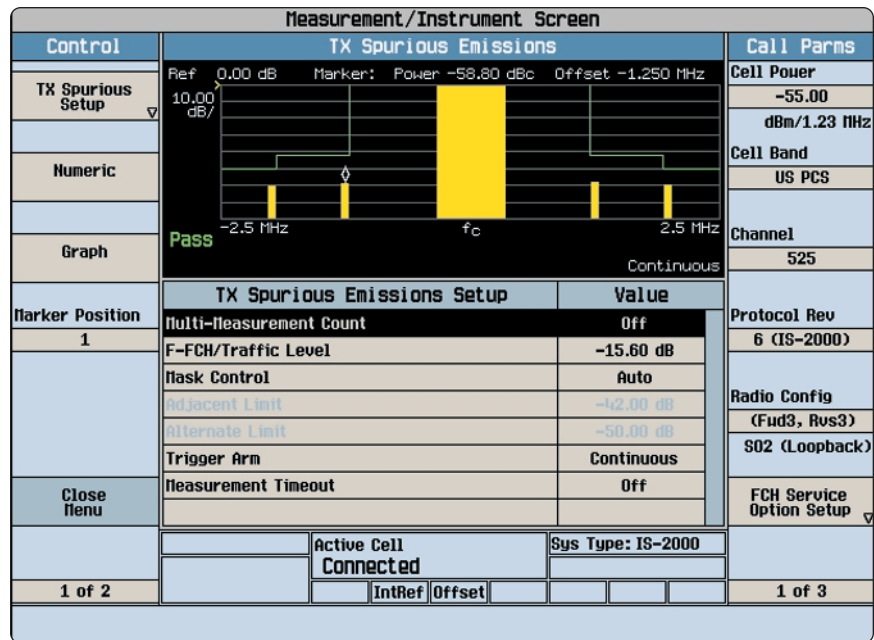 Measurement/Instrument Screen
Control
TX Spurious
Setup
Numeric
Graph
Marker Position
1
Close
Menu
1 of 2
TX Spurious Emissions
Ref 0.00 dB Marker: Power -58.80 dBc Offset -1.250 MHz
10.00
dB/
-2.5 MHz fc 2.5 MHz
Pass
Continuous
TX Spurious Emissions Setup Value
Multi-Measurement Count Off
F-FCH/Traffic Level -15.60 dB
Mask Control Auto
Adjacent Limit -42.00 dB
Alternate Limit -50.00 dB
Trigger Arm Continuous
Measurement Timeout Off
Active Cell
Connected
Sys Type: IS-2000
IntRef Offset
Call Parms
Cell Power
-55.00
dBm/1.23 MHz
Cell Band
US PCS
Channel
525
Protocol Rev
6 (IS-2000)
Radio Config
(Fwd3, Rvs3)
SO2 (Loopback)
FCH Service
Option Setup
1 of 3